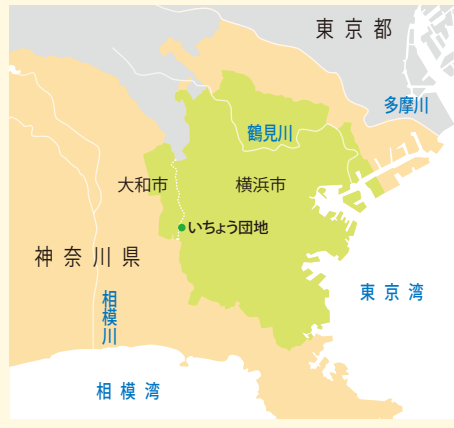 東京都
多摩川
鶴見川
大和市
横浜市
いちょう団地
神奈川県
東京湾
相模川
相模湾